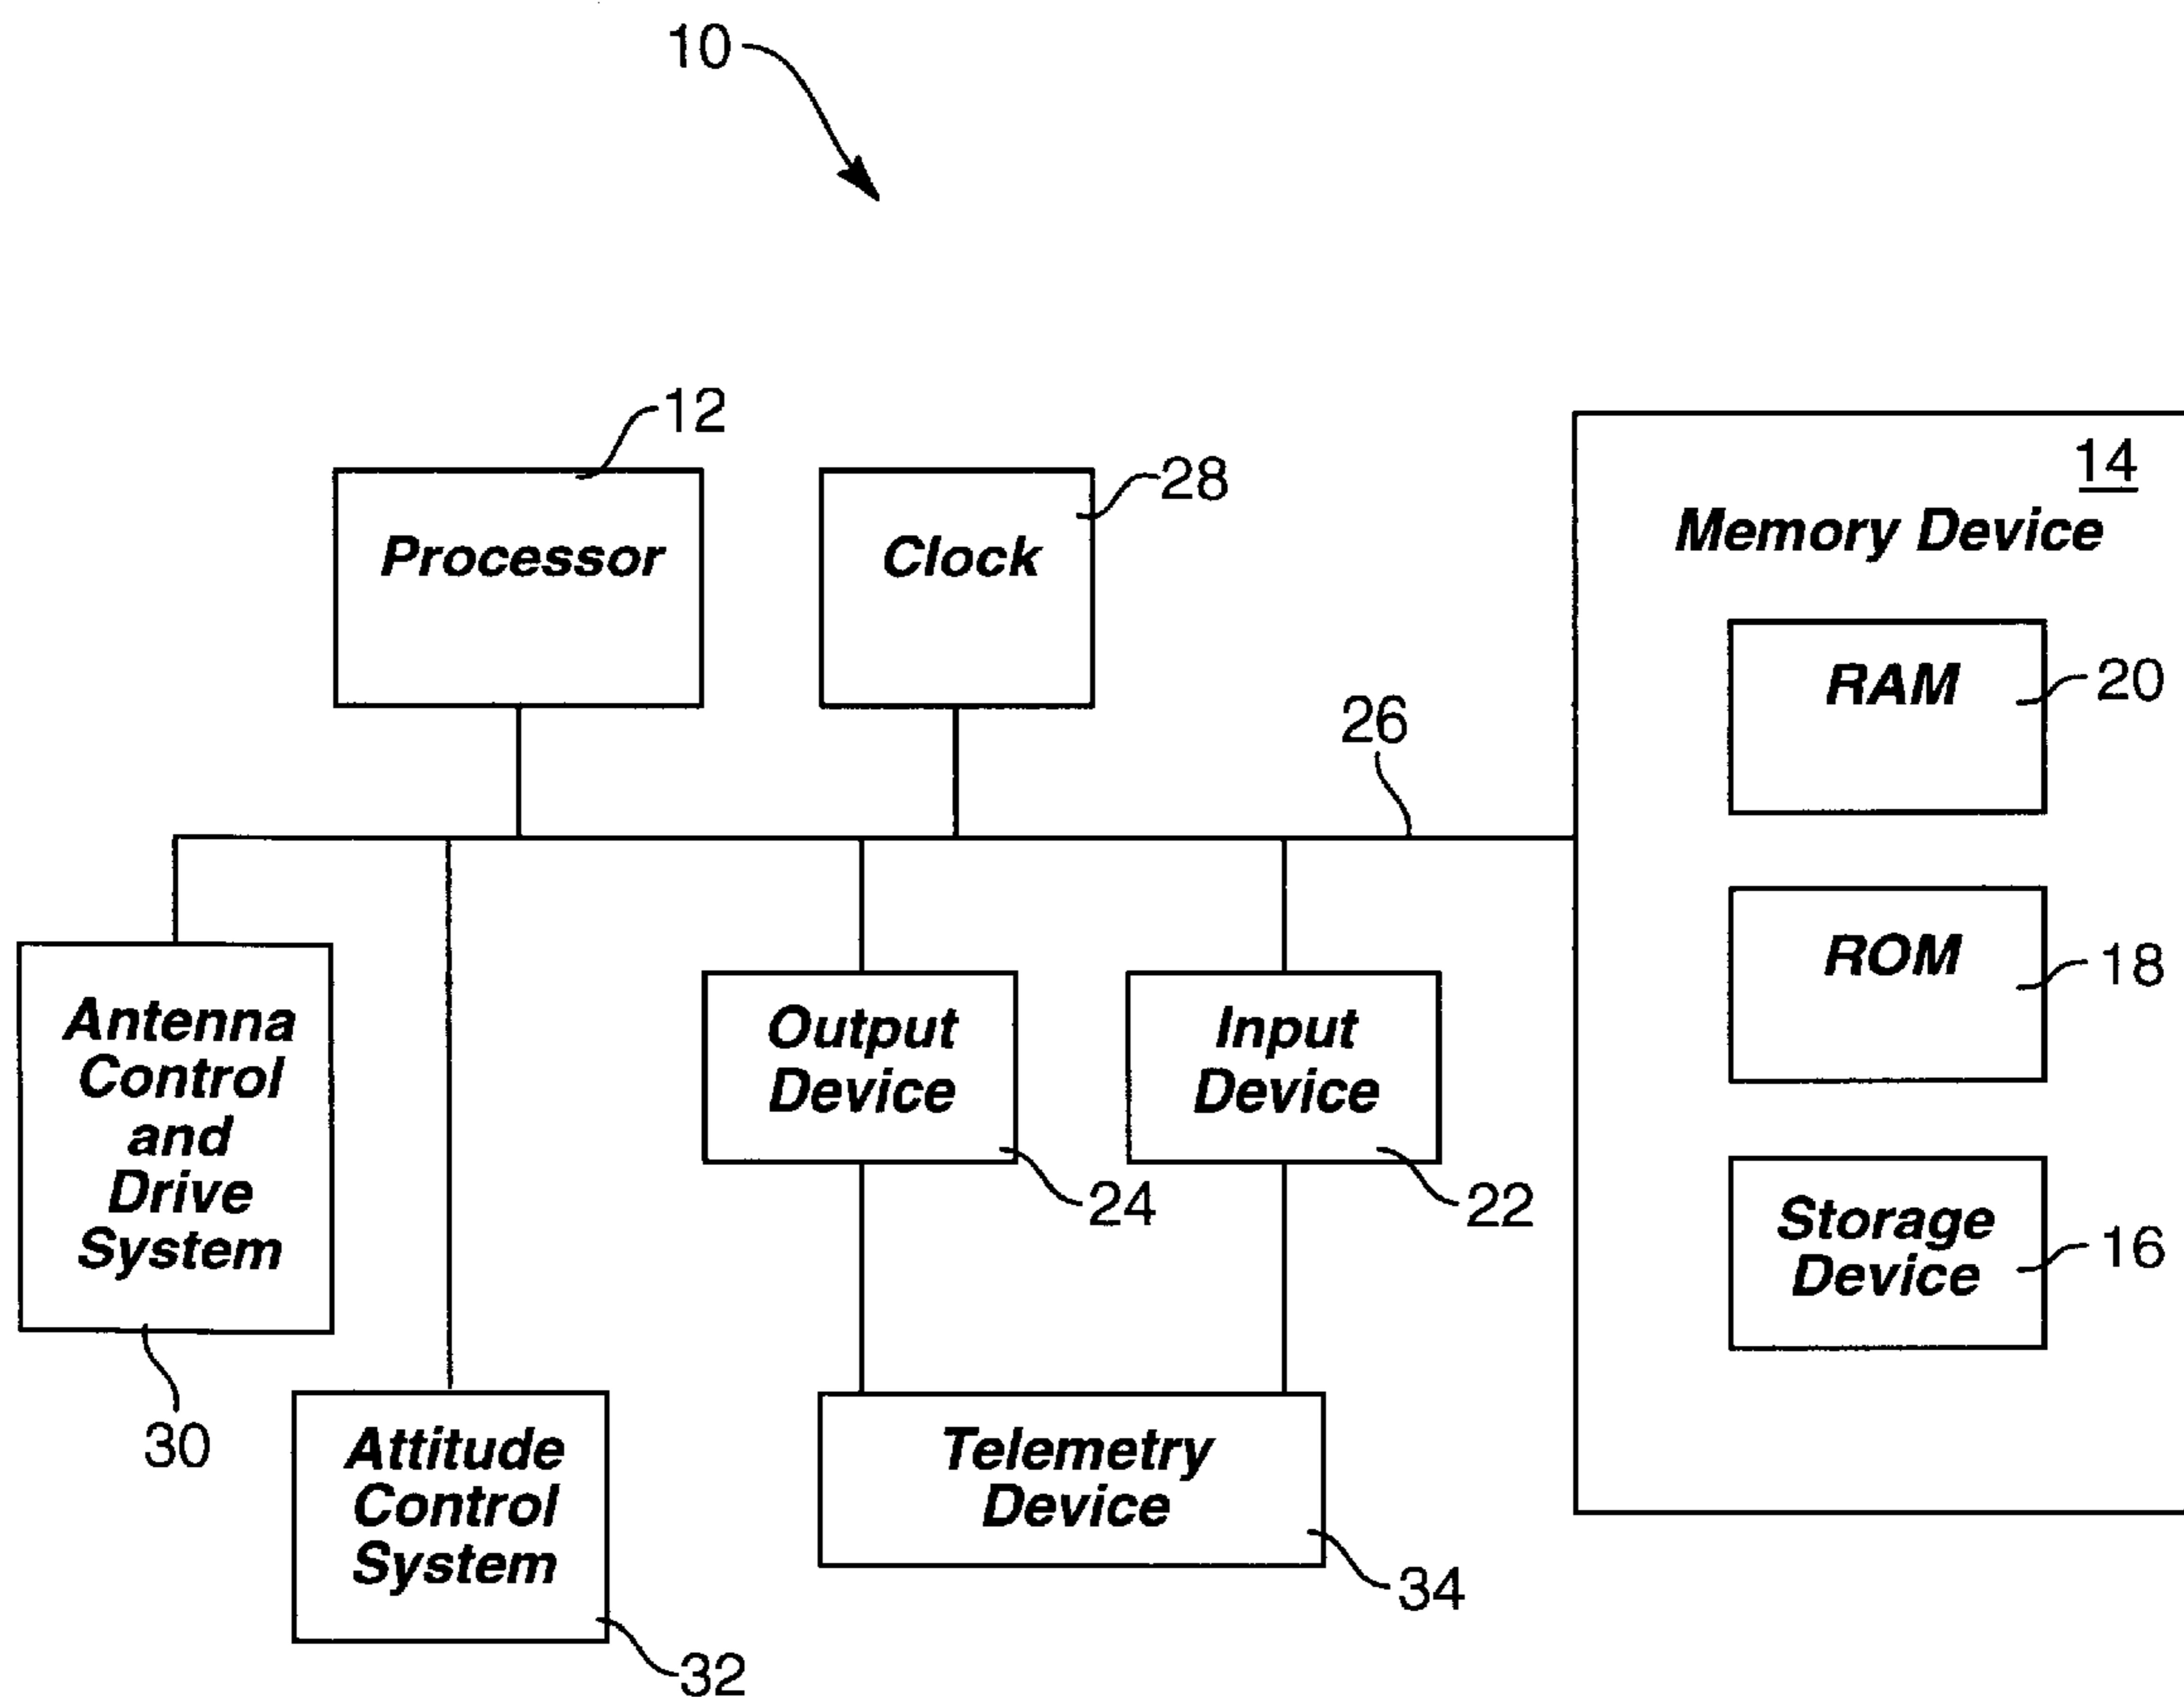 10
12
Processor
28
Clock
14
Memory Device
RAM
20
26
ROM
18
Storage
Device
16
Antenna
Control
and
Drive
System
30
Output
Device
24
Input
Device
22
Attitude
Control
System
32
Telemetry
Device
34